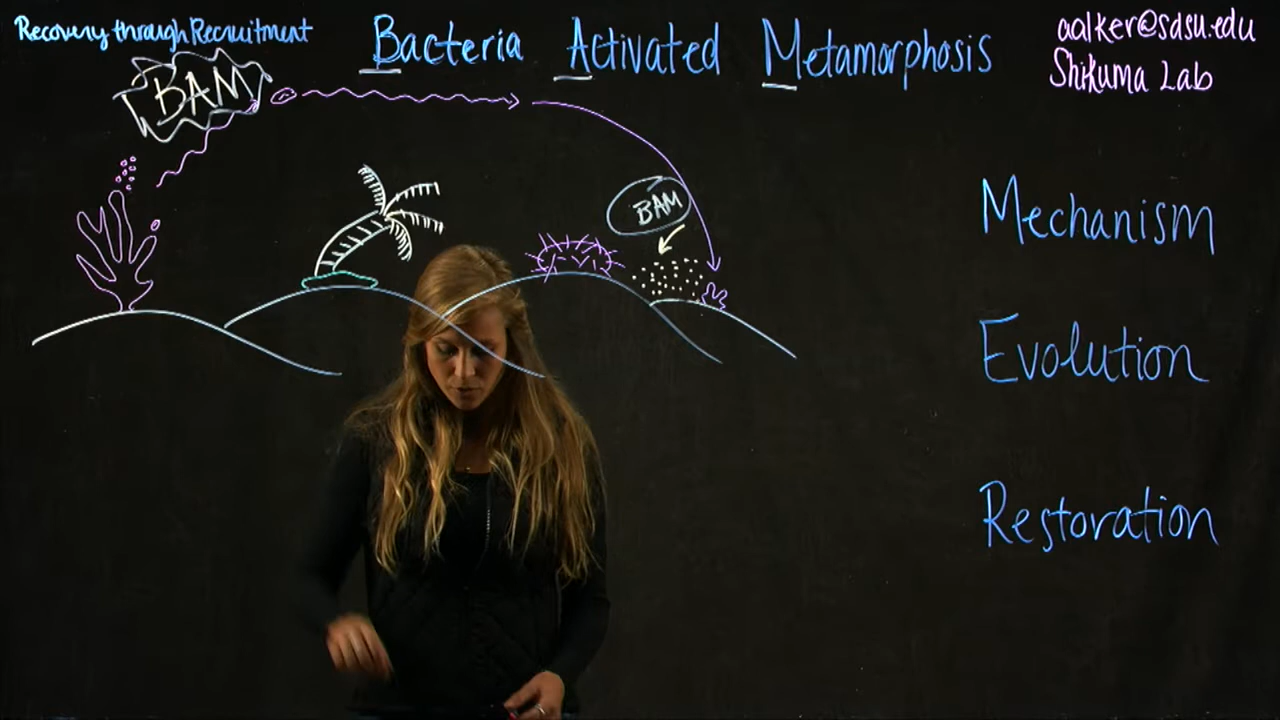 Recovery through Recruitment
Bacteria Activated Metamorphosis
aalker@sdsu.edu
Shikuma Lab
BAM
BAM
Mechanism
Evolution
Restoration